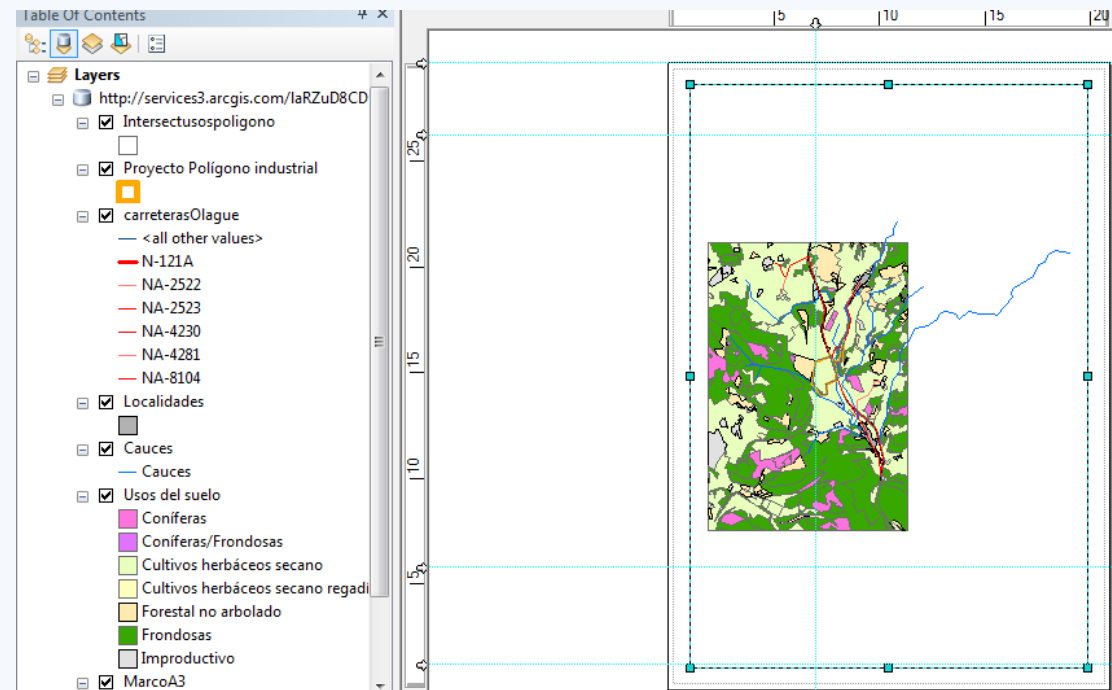 Table Of Contents
Layers
http://services3.arcgis.com/IaRZuD8CD
Intersectusospoligono
Proyecto Polígono industrial
carreterasOlague
<all other values>
N-121A
NA-2522
NA-2523
NA-4230
NA-4281
NA-8104
Localidades
Cauces
Cauces
Usos del suelo
Coníferas
Coníferas/Frondosas
Cultivos herbáceos secano
Cultivos herbáceos secano regadi
Forestal no arbolado
Frondosas
Improductivo
MarcoA3
5 10 15 20
25
20
15
10
5